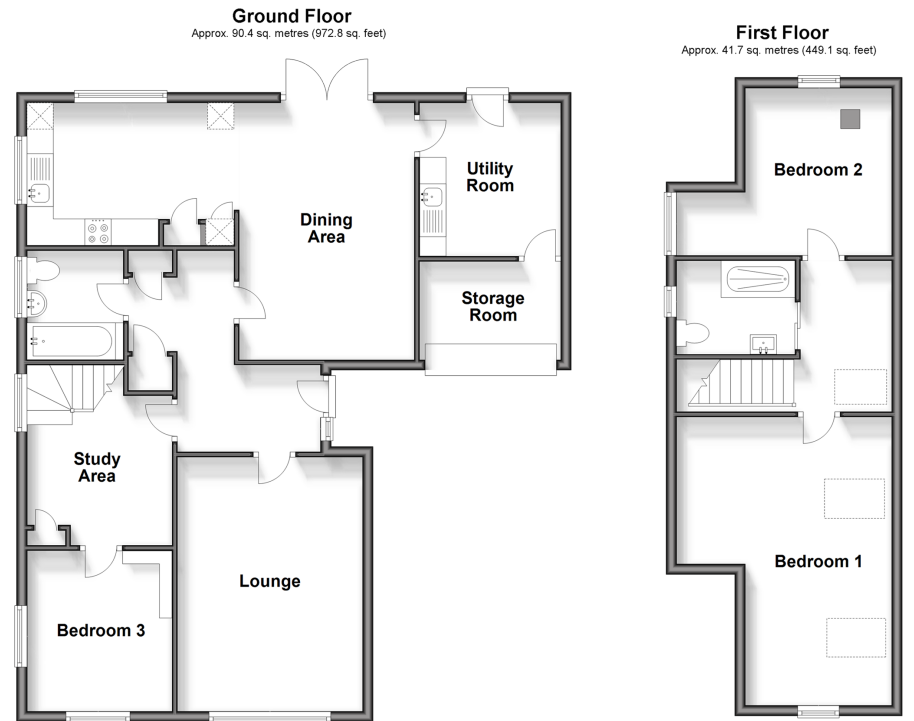 Ground Floor
Approx. 90.4 sq. metres (972.8 sq. feet)
First Floor
Approx. 41.7 sq. metres (449.1 sq. feet)
Utility
Room
Dining
Area
Storage
Room
Study
Area
Lounge
Bedroom 3
Bedroom 2
Bedroom 1